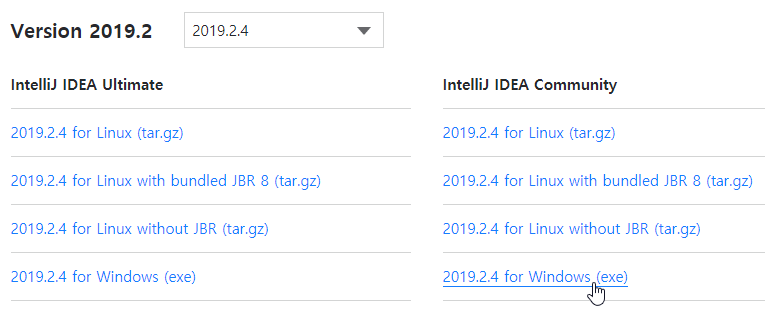 Version 2019.2
2019.2.4
IntelliJ IDEA Ultimate
2019.2.4 for Linux (tar.gz)
2019.2.4 for Linux with bundled JBR 8 (tar.gz)
2019.2.4 for Linux without JBR (tar.gz)
2019.2.4 for Windows (exe)
IntelliJ IDEA Community
2019.2.4 for Linux (tar.gz)
2019.2.4 for Linux with bundled JBR 8 (tar.gz)
2019.2.4 for Linux without JBR (tar.gz)
2019.2.4 for Windows (exe)